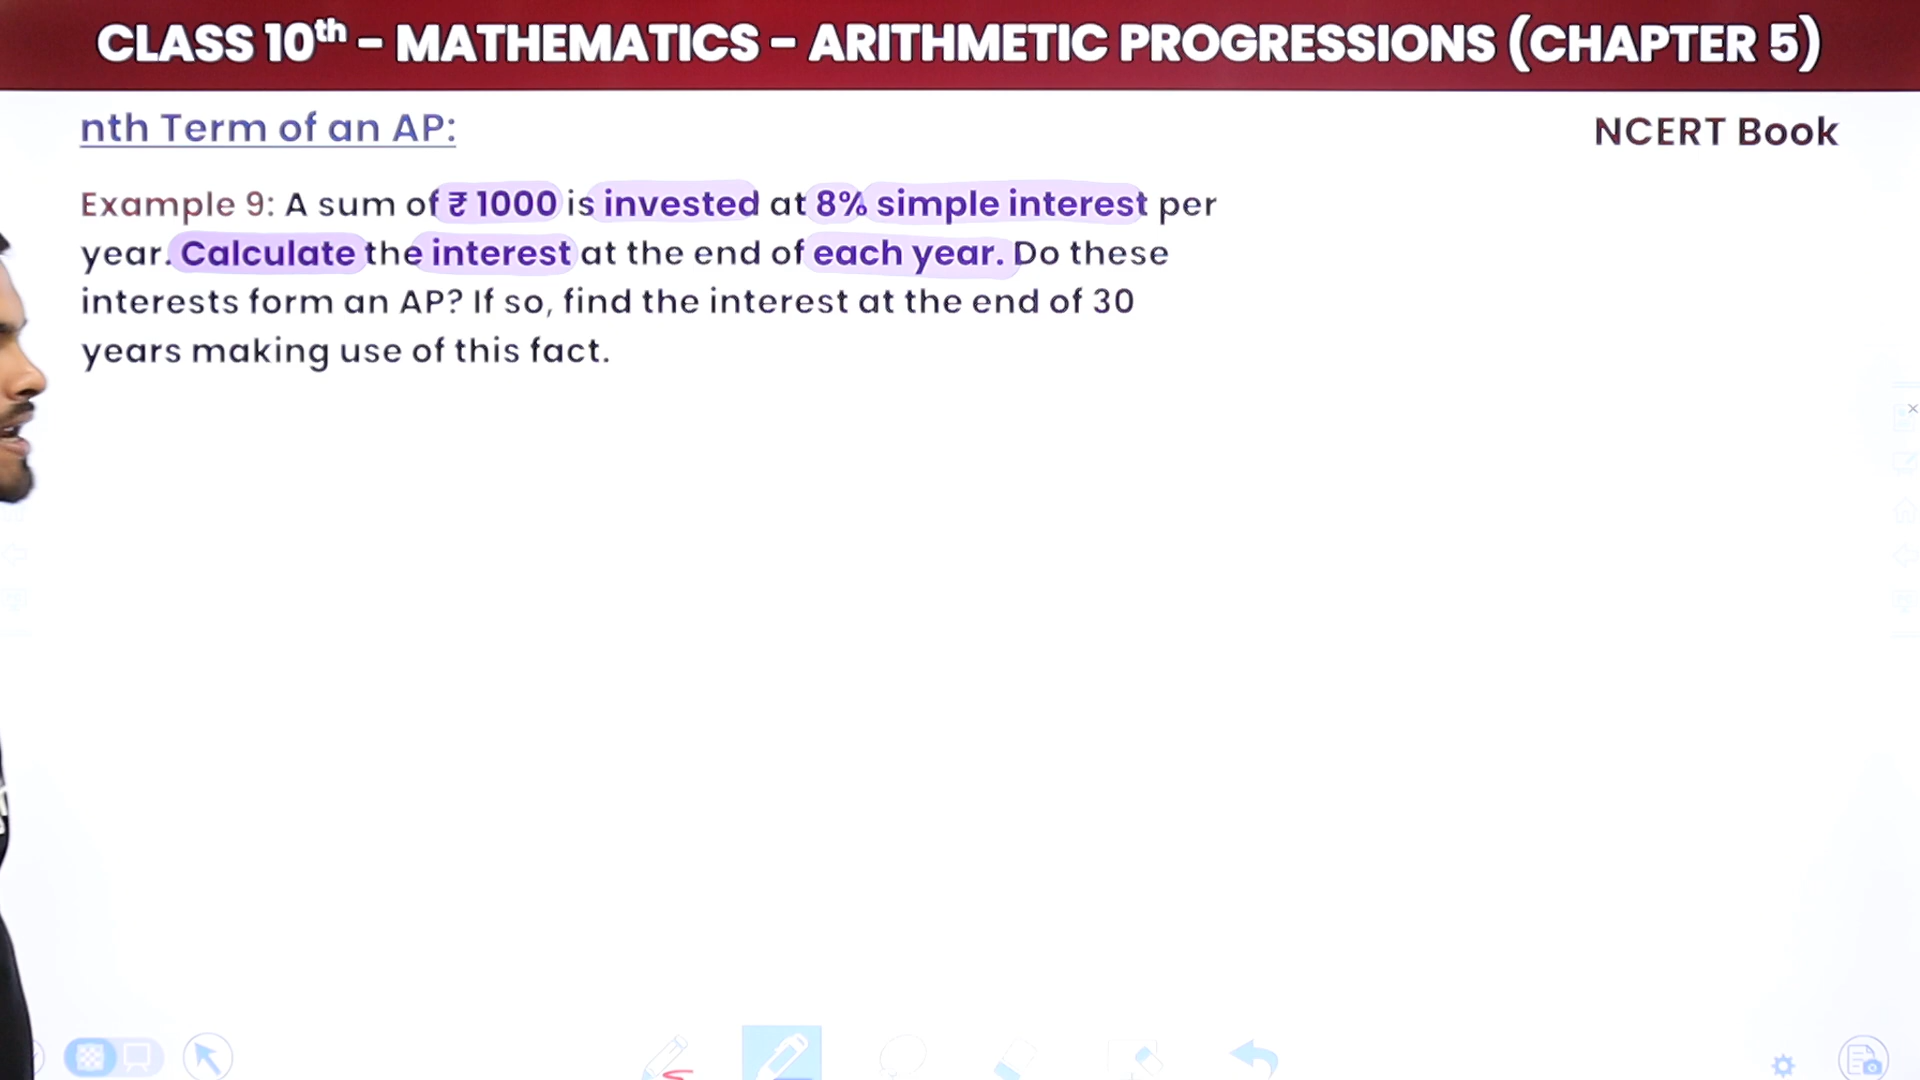 CLASS 10th - MATHEMATICS - ARITHMETIC PROGRESSIONS (CHAPTER 5)
nth Term of an AP:
NCERT Book
Example 9: A sum of ₹ 1000 is invested at 8% simple interest per
year. Calculate the interest at the end of each year. Do these
interests form an AP? If so, find the interest at the end of 30
years making use of this fact.